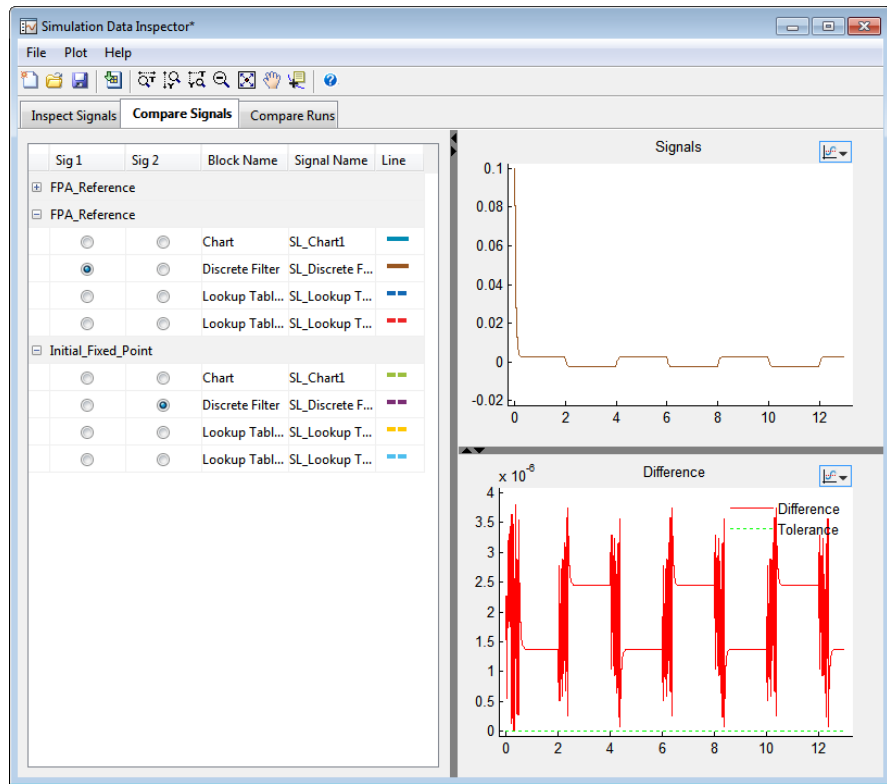 Simulation Data Inspector*
File Plot Help
Inspect Signals Compare Signals Compare Runs
Sig 1 Sig 2 Block Name Signal Name Line
FPA_Reference
FPA_Reference
Chart SL_Chart1
Discrete Filter SL_Discrete F...
Lookup Tabl... SL_Lookup T...
Lookup Tabl... SL_Lookup T...
Initial_Fixed_Point
Chart SL_Chart1
Discrete Filter SL_Discrete F...
Lookup Tabl... SL_Lookup T...
Lookup Tabl... SL_Lookup T...
Signals
0.1
0.08
0.06
0.04
0.02
0
-0.02
0 2 4 6 8 10 12
Difference
x 10⁻⁶
4
3.5
3
2.5
2
1.5
1
0.5
0
0 2 4 6 8 10 12
Difference
Tolerance